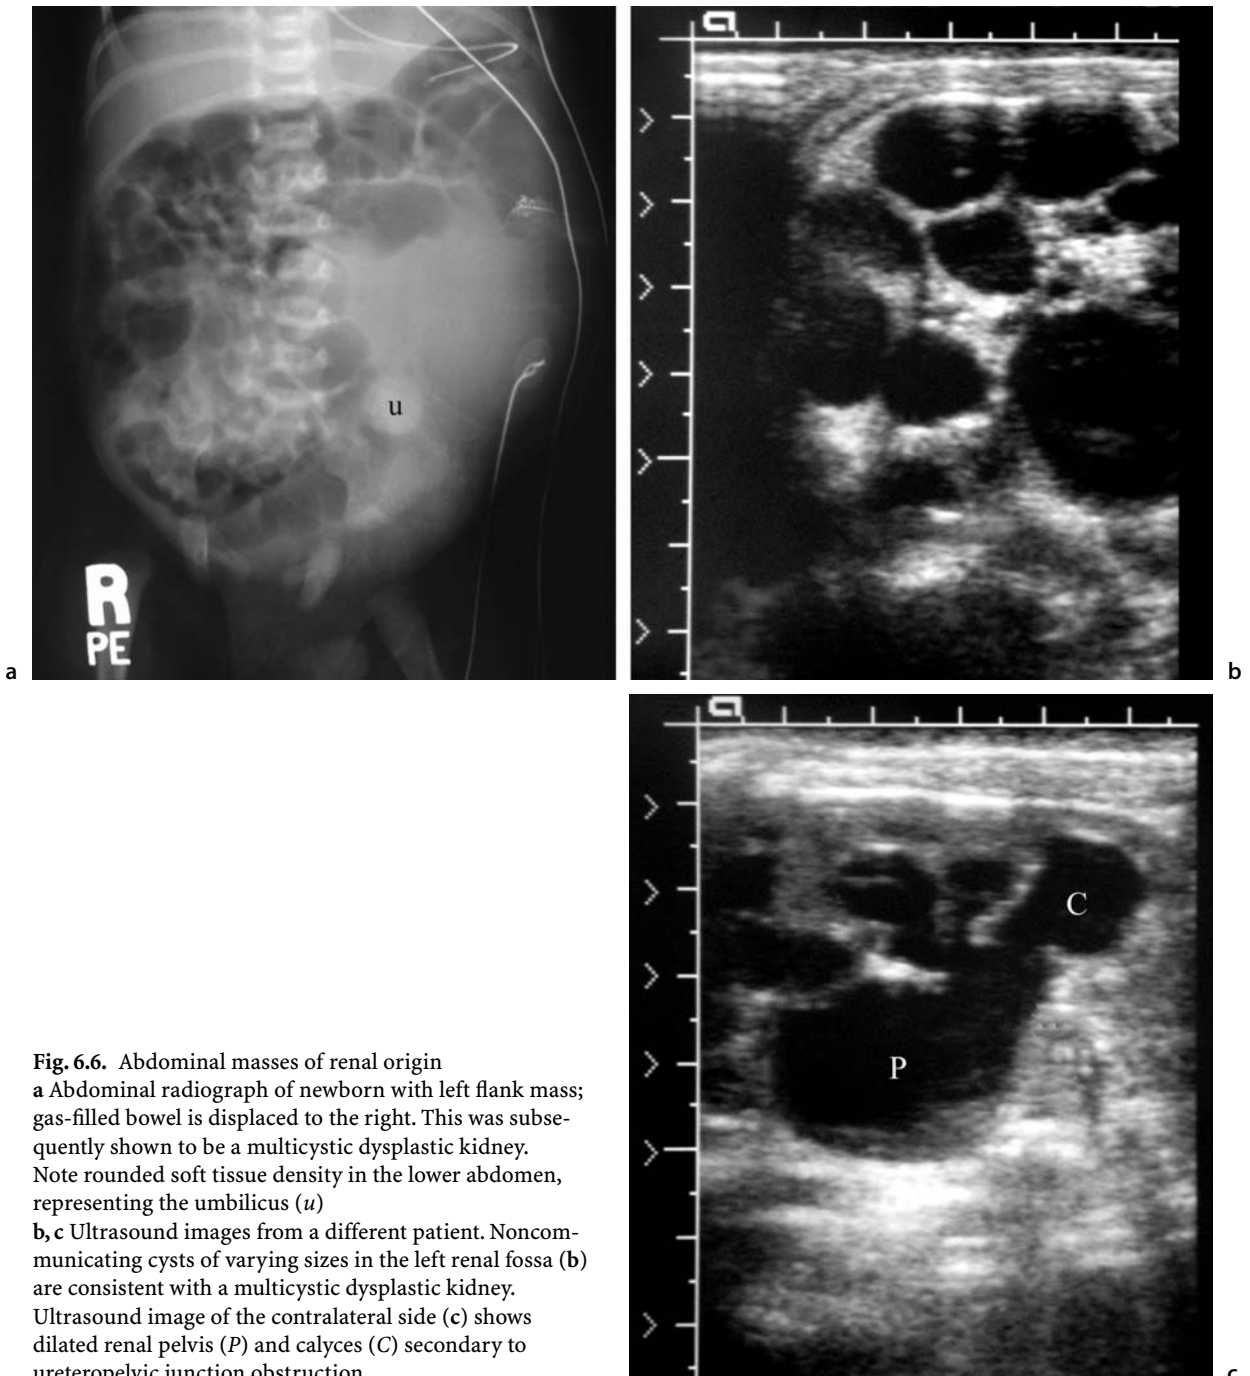 u
R
PE
a
b
C
P
Fig. 6.6. Abdominal masses of renal origin
a Abdominal radiograph of newborn with left flank mass;
gas-filled bowel is displaced to the right. This was subse-
quently shown to be a multicystic dysplastic kidney.
Note rounded soft tissue density in the lower abdomen,
representing the umbilicus (u)
b, c Ultrasound images from a different patient. Noncom-
municating cysts of varying sizes in the left renal fossa (b)
are consistent with a multicystic dysplastic kidney.
Ultrasound image of the contralateral side (c) shows
dilated renal pelvis (P) and calyces (C) secondary to
ureteropelvic junction obstruction
c